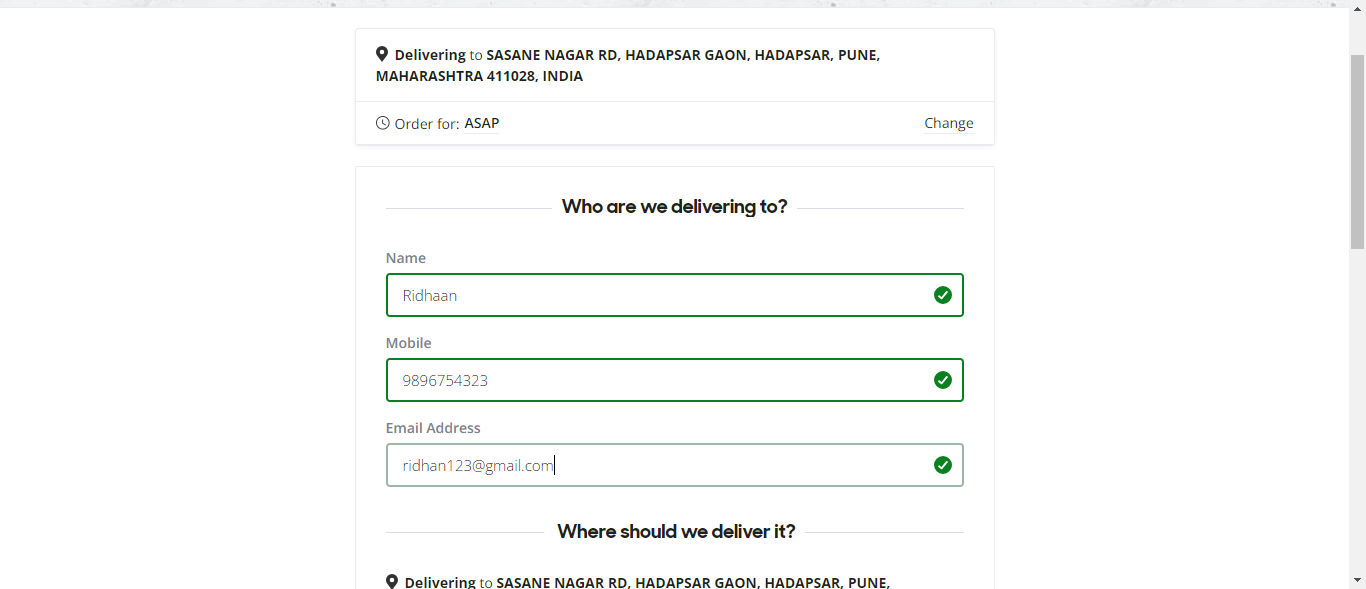 Delivering to SASANE NAGAR RD, HADAPSAR GAON, HADAPSAR, PUNE,
MAHARASHTRA 411028, INDIA
Order for: ASAP
Change
Who are we delivering to?
Name
Ridhaan
Mobile
9896754323
Email Address
ridhan123@gmail.com
Where should we deliver it?
Delivering to SASANE NAGAR RD, HADAPSAR GAON, HADAPSAR, PUNE,